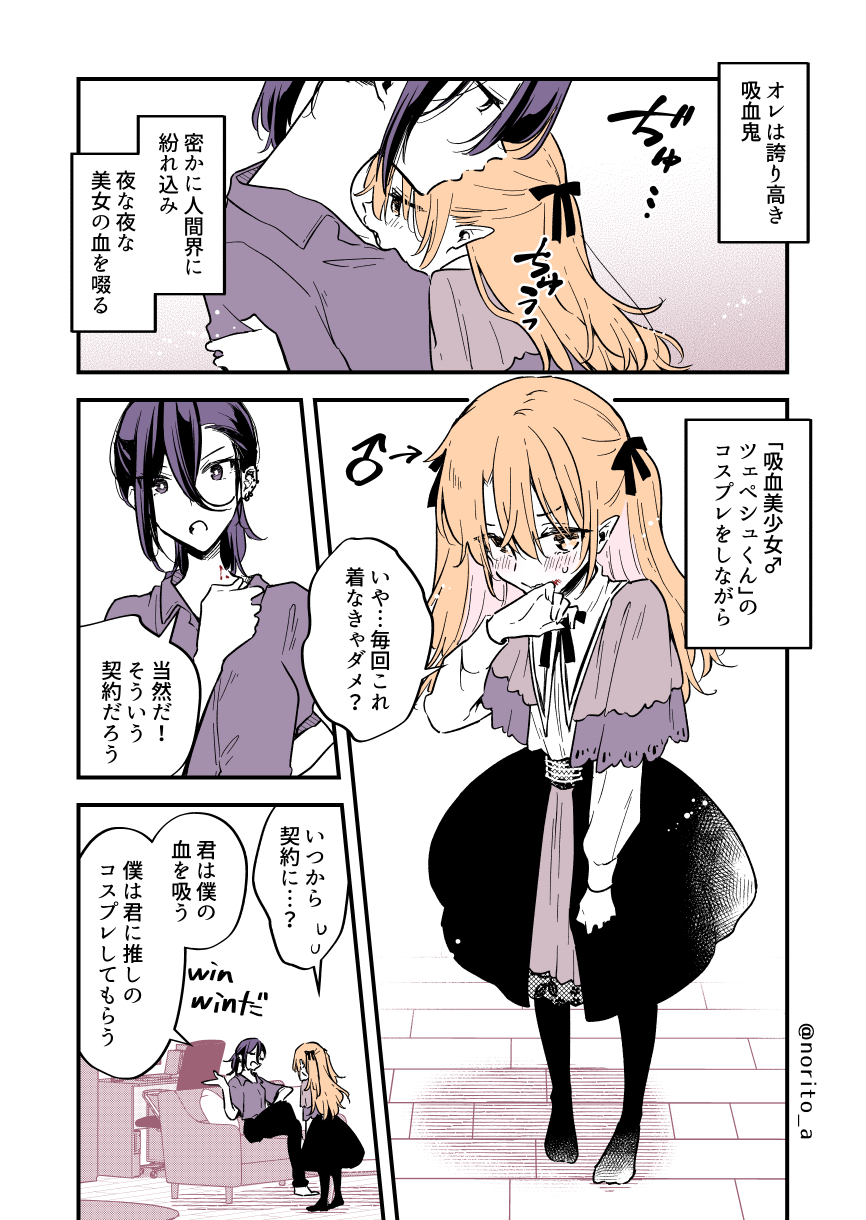 オレは誇り高き
吸血鬼
ぢゅ…
密かに人間界に
紛れ込み
夜な夜な
美女の血を啜る
ぢゅうぅ
「吸血美少女♂
ツェペシュくん」の
コスプレをしながら
♂→
いや…毎回これ
着なきゃダメ？
当然だ！
そういう
契約だろう
いつから
契約に…？
君は僕の
血を吸う
僕は君に推しの
コスプレしてもらう
win
winだ
@norito_a